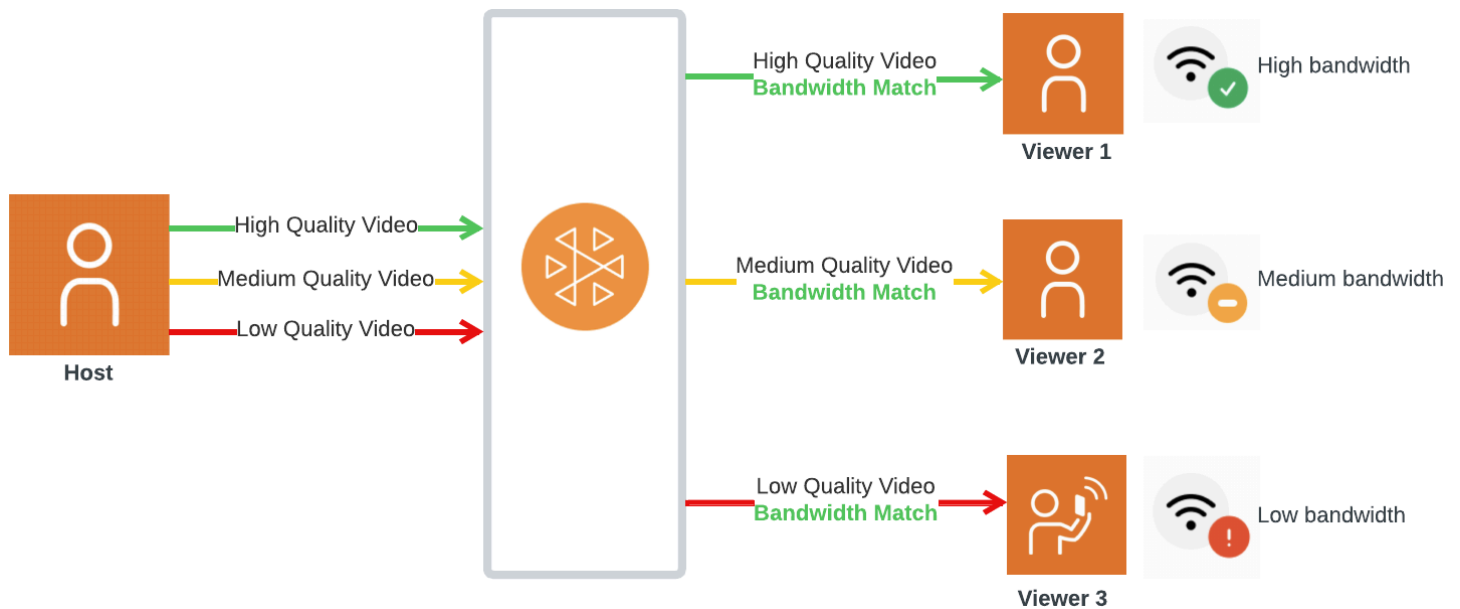 High Quality Video
Bandwidth Match
High bandwidth
Viewer 1
High Quality Video
Medium Quality Video
Low Quality Video
Host
Medium Quality Video
Bandwidth Match
Medium bandwidth
Viewer 2
Low Quality Video
Bandwidth Match
Low bandwidth
Viewer 3